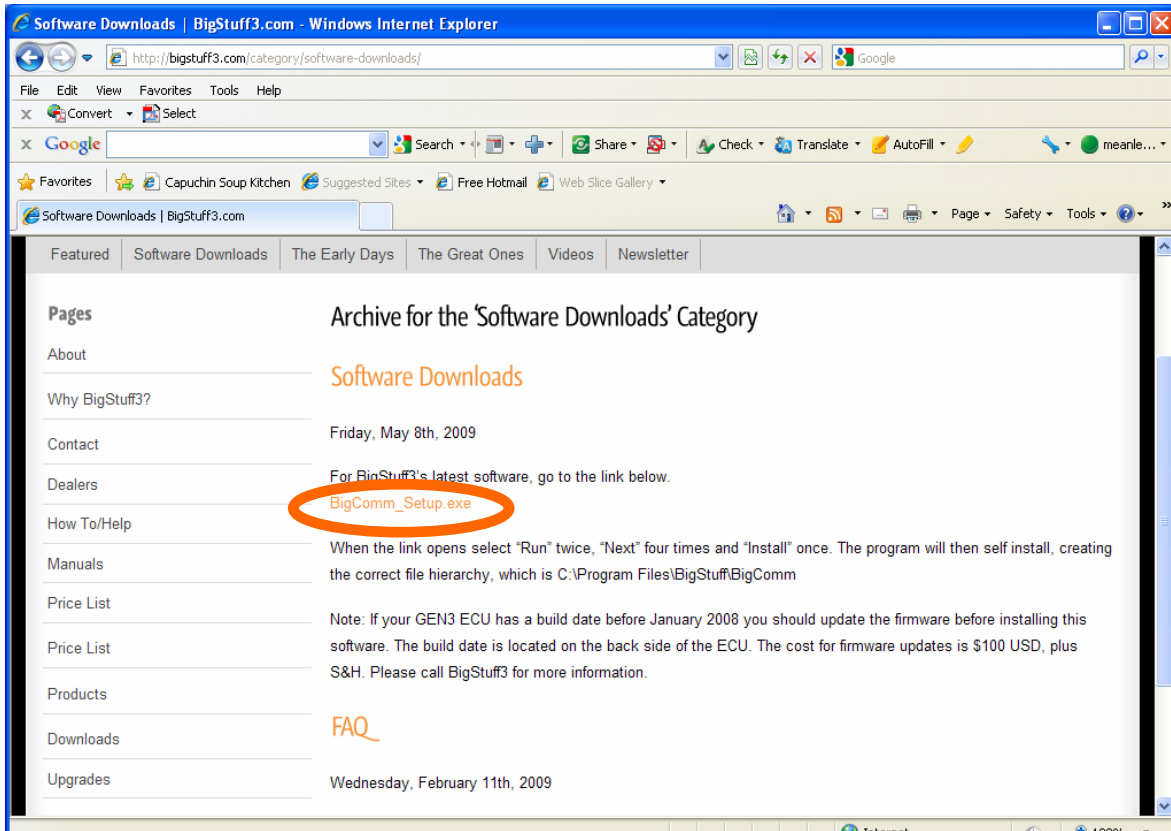 Software Downloads | BigStuff3.com - Windows Internet Explorer
http://bigstuff3.com/category/software-downloads/
Google
File Edit View Favorites Tools Help
x Convert Select
x Google Search Share Check Translate AutoFill meanle...
Favorites Capuchin Soup Kitchen Suggested Sites Free Hotmail Web Slice Gallery
Software Downloads | BigStuff3.com
Page Safety Tools »
Featured Software Downloads The Early Days The Great Ones Videos Newsletter
Pages
About
Why BigStuff3?
Contact
Dealers
How To/Help
Manuals
Price List
Price List
Products
Downloads
Upgrades
Archive for the ‘Software Downloads’ Category
Software Downloads
Friday, May 8th, 2009
For BigStuff3's latest software, go to the link below.
BigComm_Setup.exe
When the link opens select “Run” twice, “Next” four times and “Install” once. The program will then self install, creating
the correct file hierarchy, which is C:\Program Files\BigStuff\BigComm
Note: If your GEN3 ECU has a build date before January 2008 you should update the firmware before installing this
software. The build date is located on the back side of the ECU. The cost for firmware updates is $100 USD, plus
S&H. Please call BigStuff3 for more information.
FAQ
Wednesday, February 11th, 2009